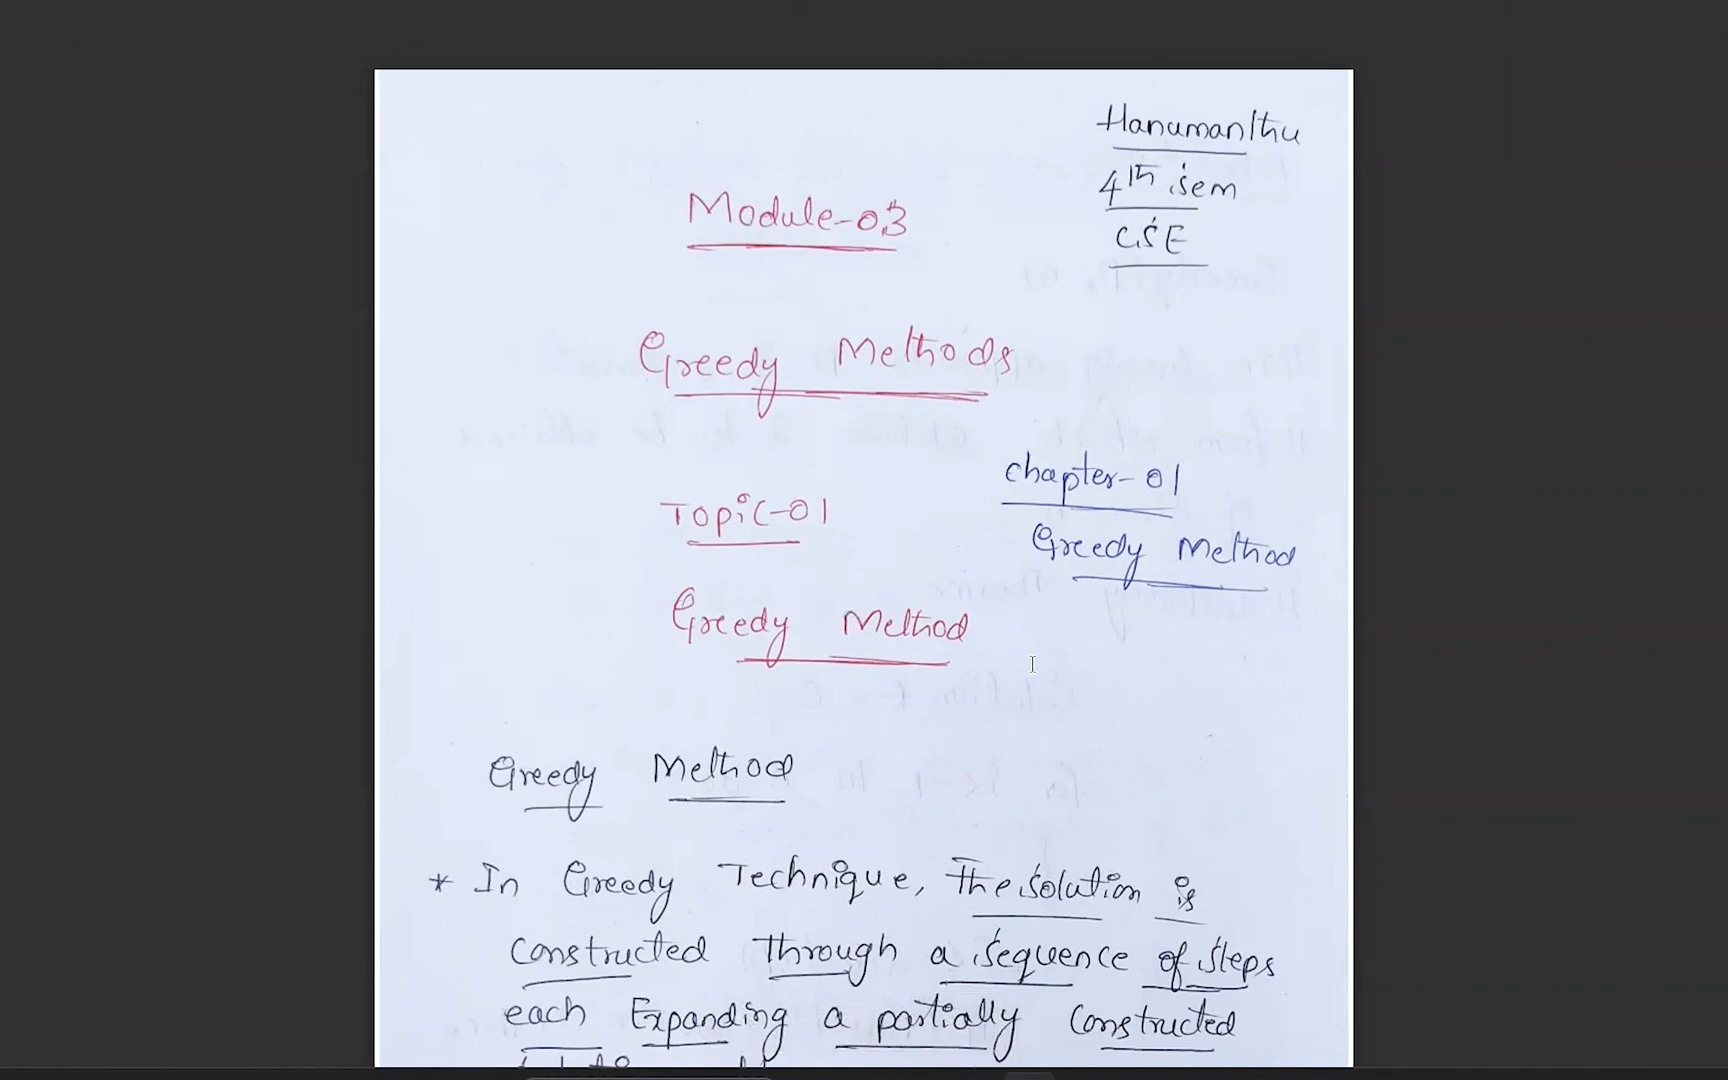 Hanumanthu
4th sem
CSE
Module-03
Greedy Methods
chapter-01
Greedy Method
Topic-01
Greedy Method
Greedy Method
* In Greedy Technique, The solution is
constructed through a sequence of steps
each Expanding a partially constructed